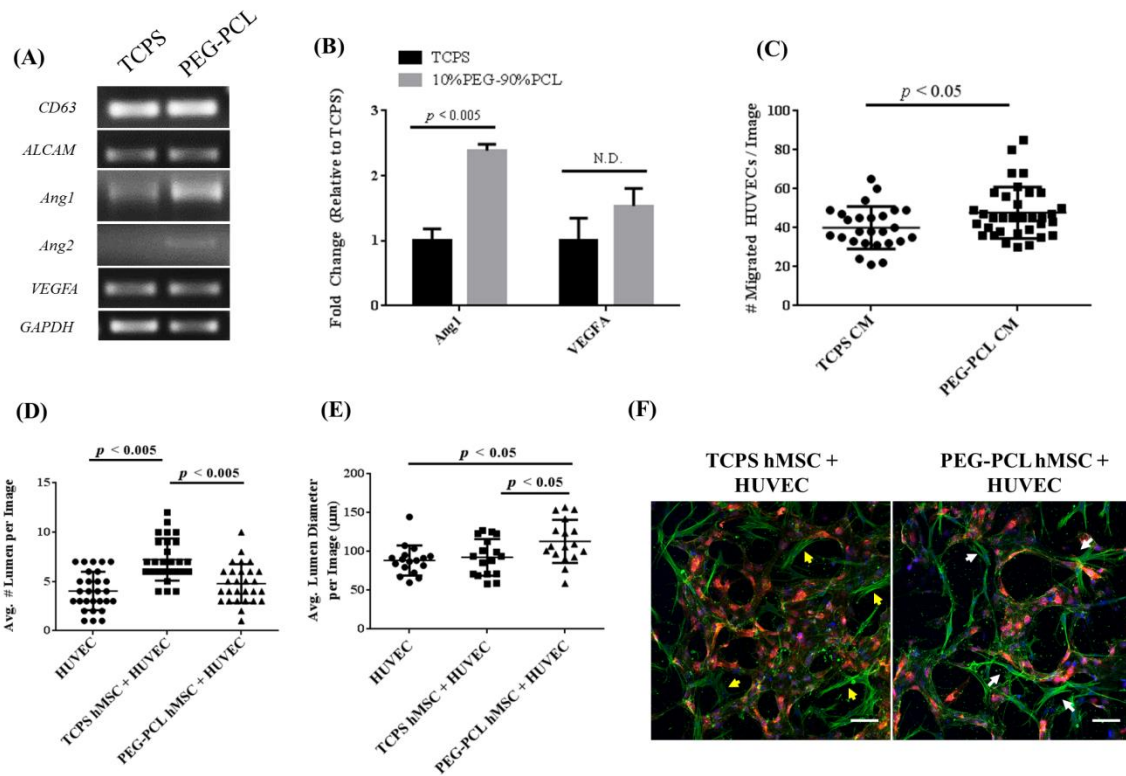 (A)
TCPS
PEG-PCL
CD63
ALCAM
Ang1
Ang2
VEGFA
GAPDH
(B)
TCPS
10%PEG-90%PCL
Fold Change (Relative to TCPS)
3
2
1
0
p < 0.005
N.D.
Ang1
VEGFA
(C)
p < 0.05
# Migrated HUVECs / Image
100
80
60
40
20
0
TCPS CM
PEG-PCL CM
(D)
p < 0.005
p < 0.005
Avg. # Lumen per Image
15
10
5
0
HUVEC
TCPS hMSC + HUVEC
PEG-PCL hMSC + HUVEC
(E)
p < 0.05
p < 0.05
Avg. Lumen Diameter
per Image (µm)
200
150
100
50
0
HUVEC
TCPS hMSC + HUVEC
PEG-PCL hMSC + HUVEC
(F)
TCPS hMSC +
HUVEC
PEG-PCL hMSC +
HUVEC